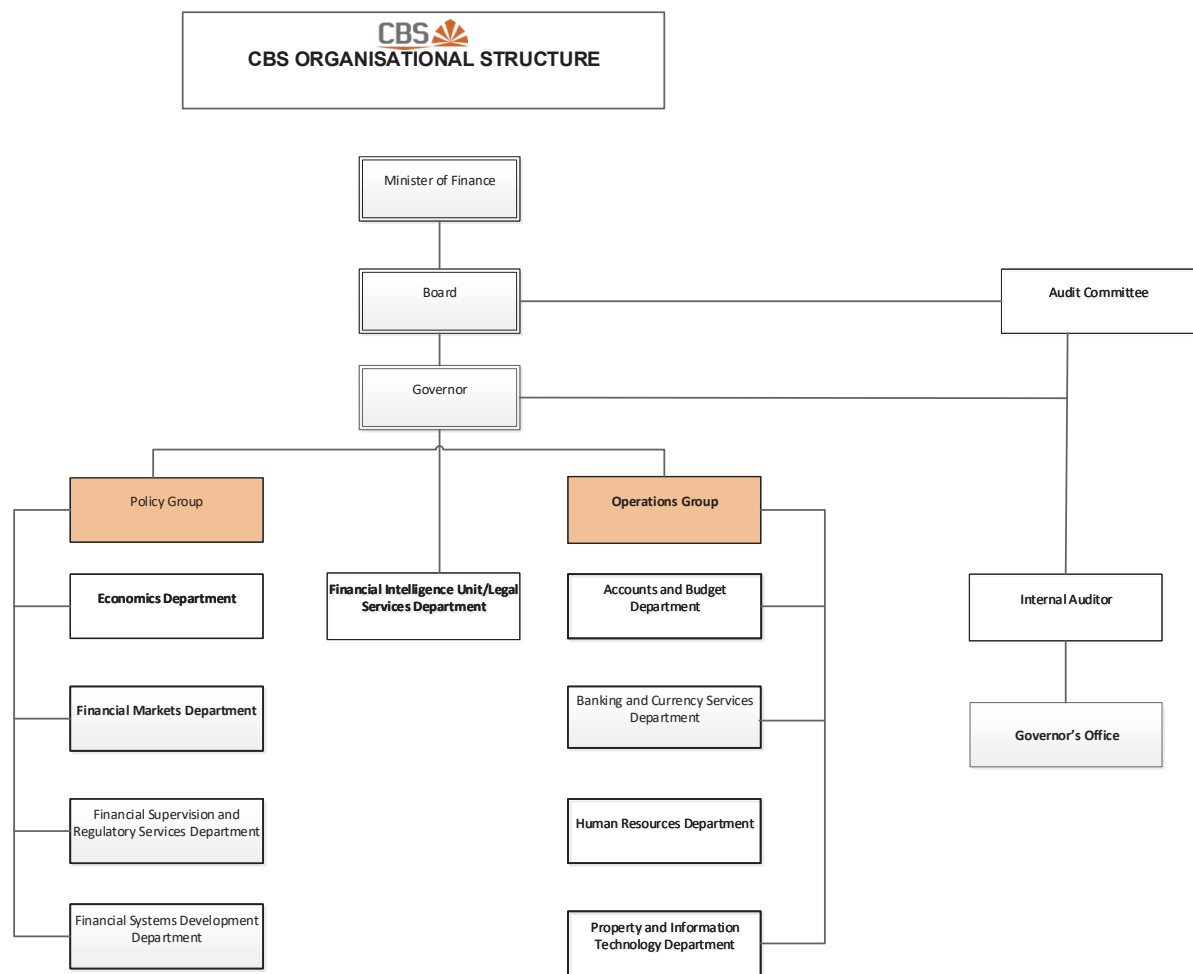 CBS
CBS ORGANISATIONAL STRUCTURE
Minister of Finance
Board
Audit Committee
Governor
Policy Group
Operations Group
Economics Department
Financial Intelligence Unit/Legal
Services Department
Accounts and Budget
Department
Internal Auditor
Financial Markets Department
Banking and Currency Services
Department
Governor's Office
Financial Supervision and
Regulatory Services Department
Human Resources Department
Financial Systems Development
Department
Property and Information
Technology Department